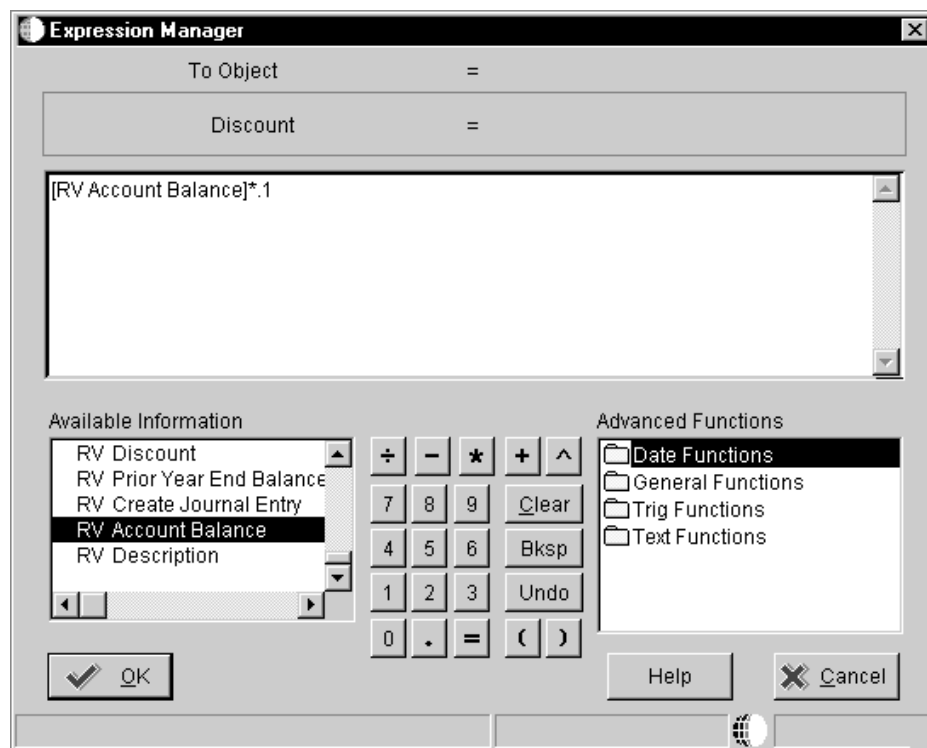 Expression Manager
To Object =
Discount =
[RV Account Balance]*.1
Available Information
RV Discount
RV Prior Year End Balance
RV Create Journal Entry
RV Account Balance
RV Description
÷ − * + ^
7 8 9 Clear
4 5 6 Bksp
1 2 3 Undo
0 . = ( )
Advanced Functions
Date Functions
General Functions
Trig Functions
Text Functions
OK
Help
Cancel